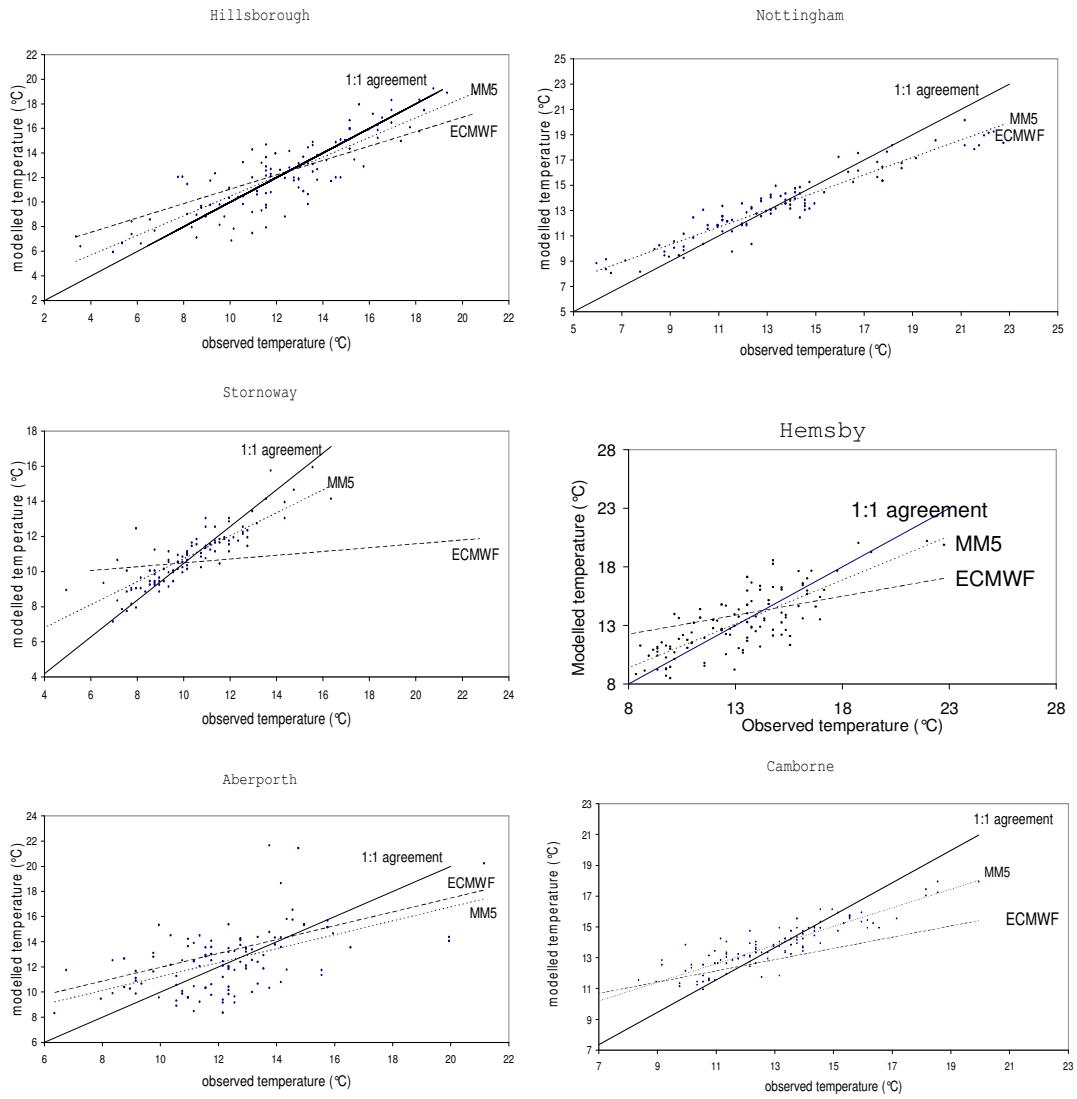 Hillsborough
22
20
18
16
14
12
10
8
6
4
2
modelled temperature (°C)
1:1 agreement
MM5
ECMWF
2 4 6 8 10 12 14 16 18 20 22
observed temperature (°C)
Nottingham
25
23
21
19
17
15
13
11
9
7
5
modelled temperature (°C)
1:1 agreement
MM5
ECMWF
5 7 9 11 13 15 17 19 21 23 25
observed temperature (°C)
Stornoway
18
16
14
12
10
8
6
4
modelled temperature (°C)
1:1 agreement
MM5
ECMWF
4 6 8 10 12 14 16 18 20 22 24
observed temperature (°C)
Hemsby
28
23
18
13
8
Modelled temperature (°C)
1:1 agreement
MM5
ECMWF
8 13 18 23 28
Observed temperature (°C)
Aberporth
24
22
20
18
16
14
12
10
8
6
modelled temperature (°C)
1:1 agreement
ECMWF
MM5
6 8 10 12 14 16 18 20 22
observed temperature (°C)
Camborne
23
21
19
17
15
13
11
9
7
modelled temperature (°C)
1:1 agreement
MM5
ECMWF
7 9 11 13 15 17 19 21 23
observed temperature (°C)